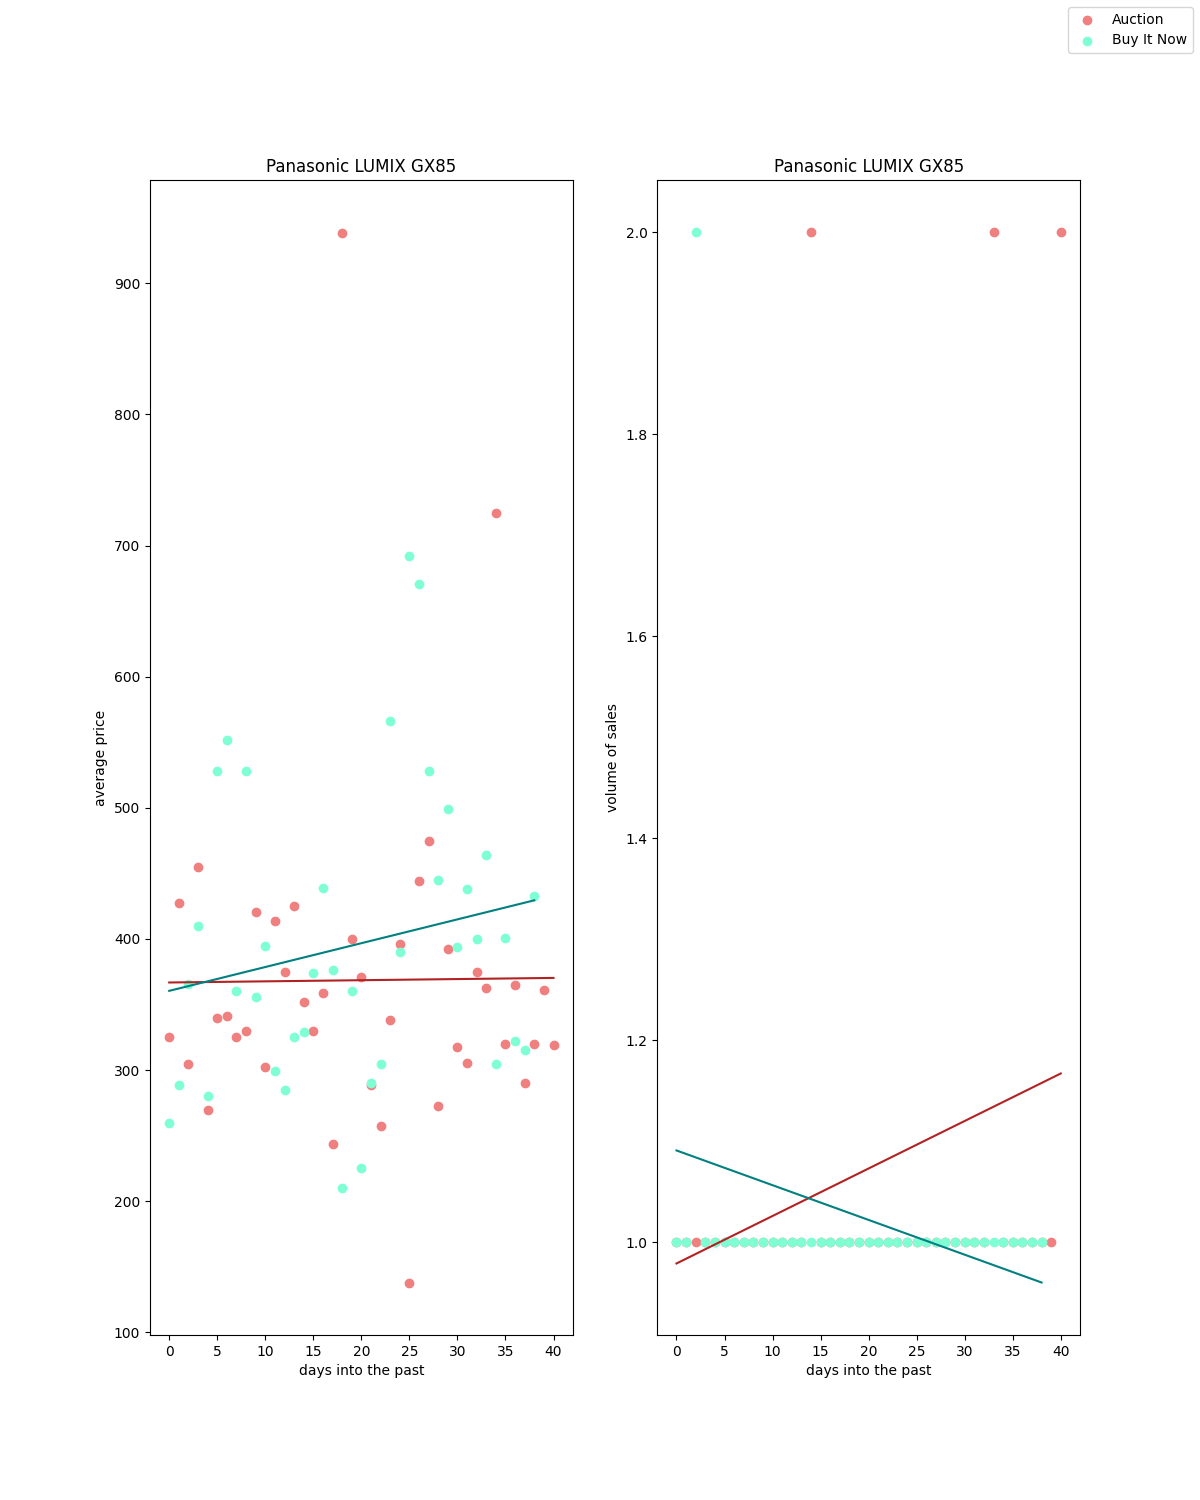 Auction
Buy It Now
Panasonic LUMIX GX85
900
800
700
600
500
400
300
200
100
average price
0 5 10 15 20 25 30 35 40
days into the past
Panasonic LUMIX GX85
2.0
1.8
1.6
1.4
1.2
1.0
volume of sales
0 5 10 15 20 25 30 35 40
days into the past